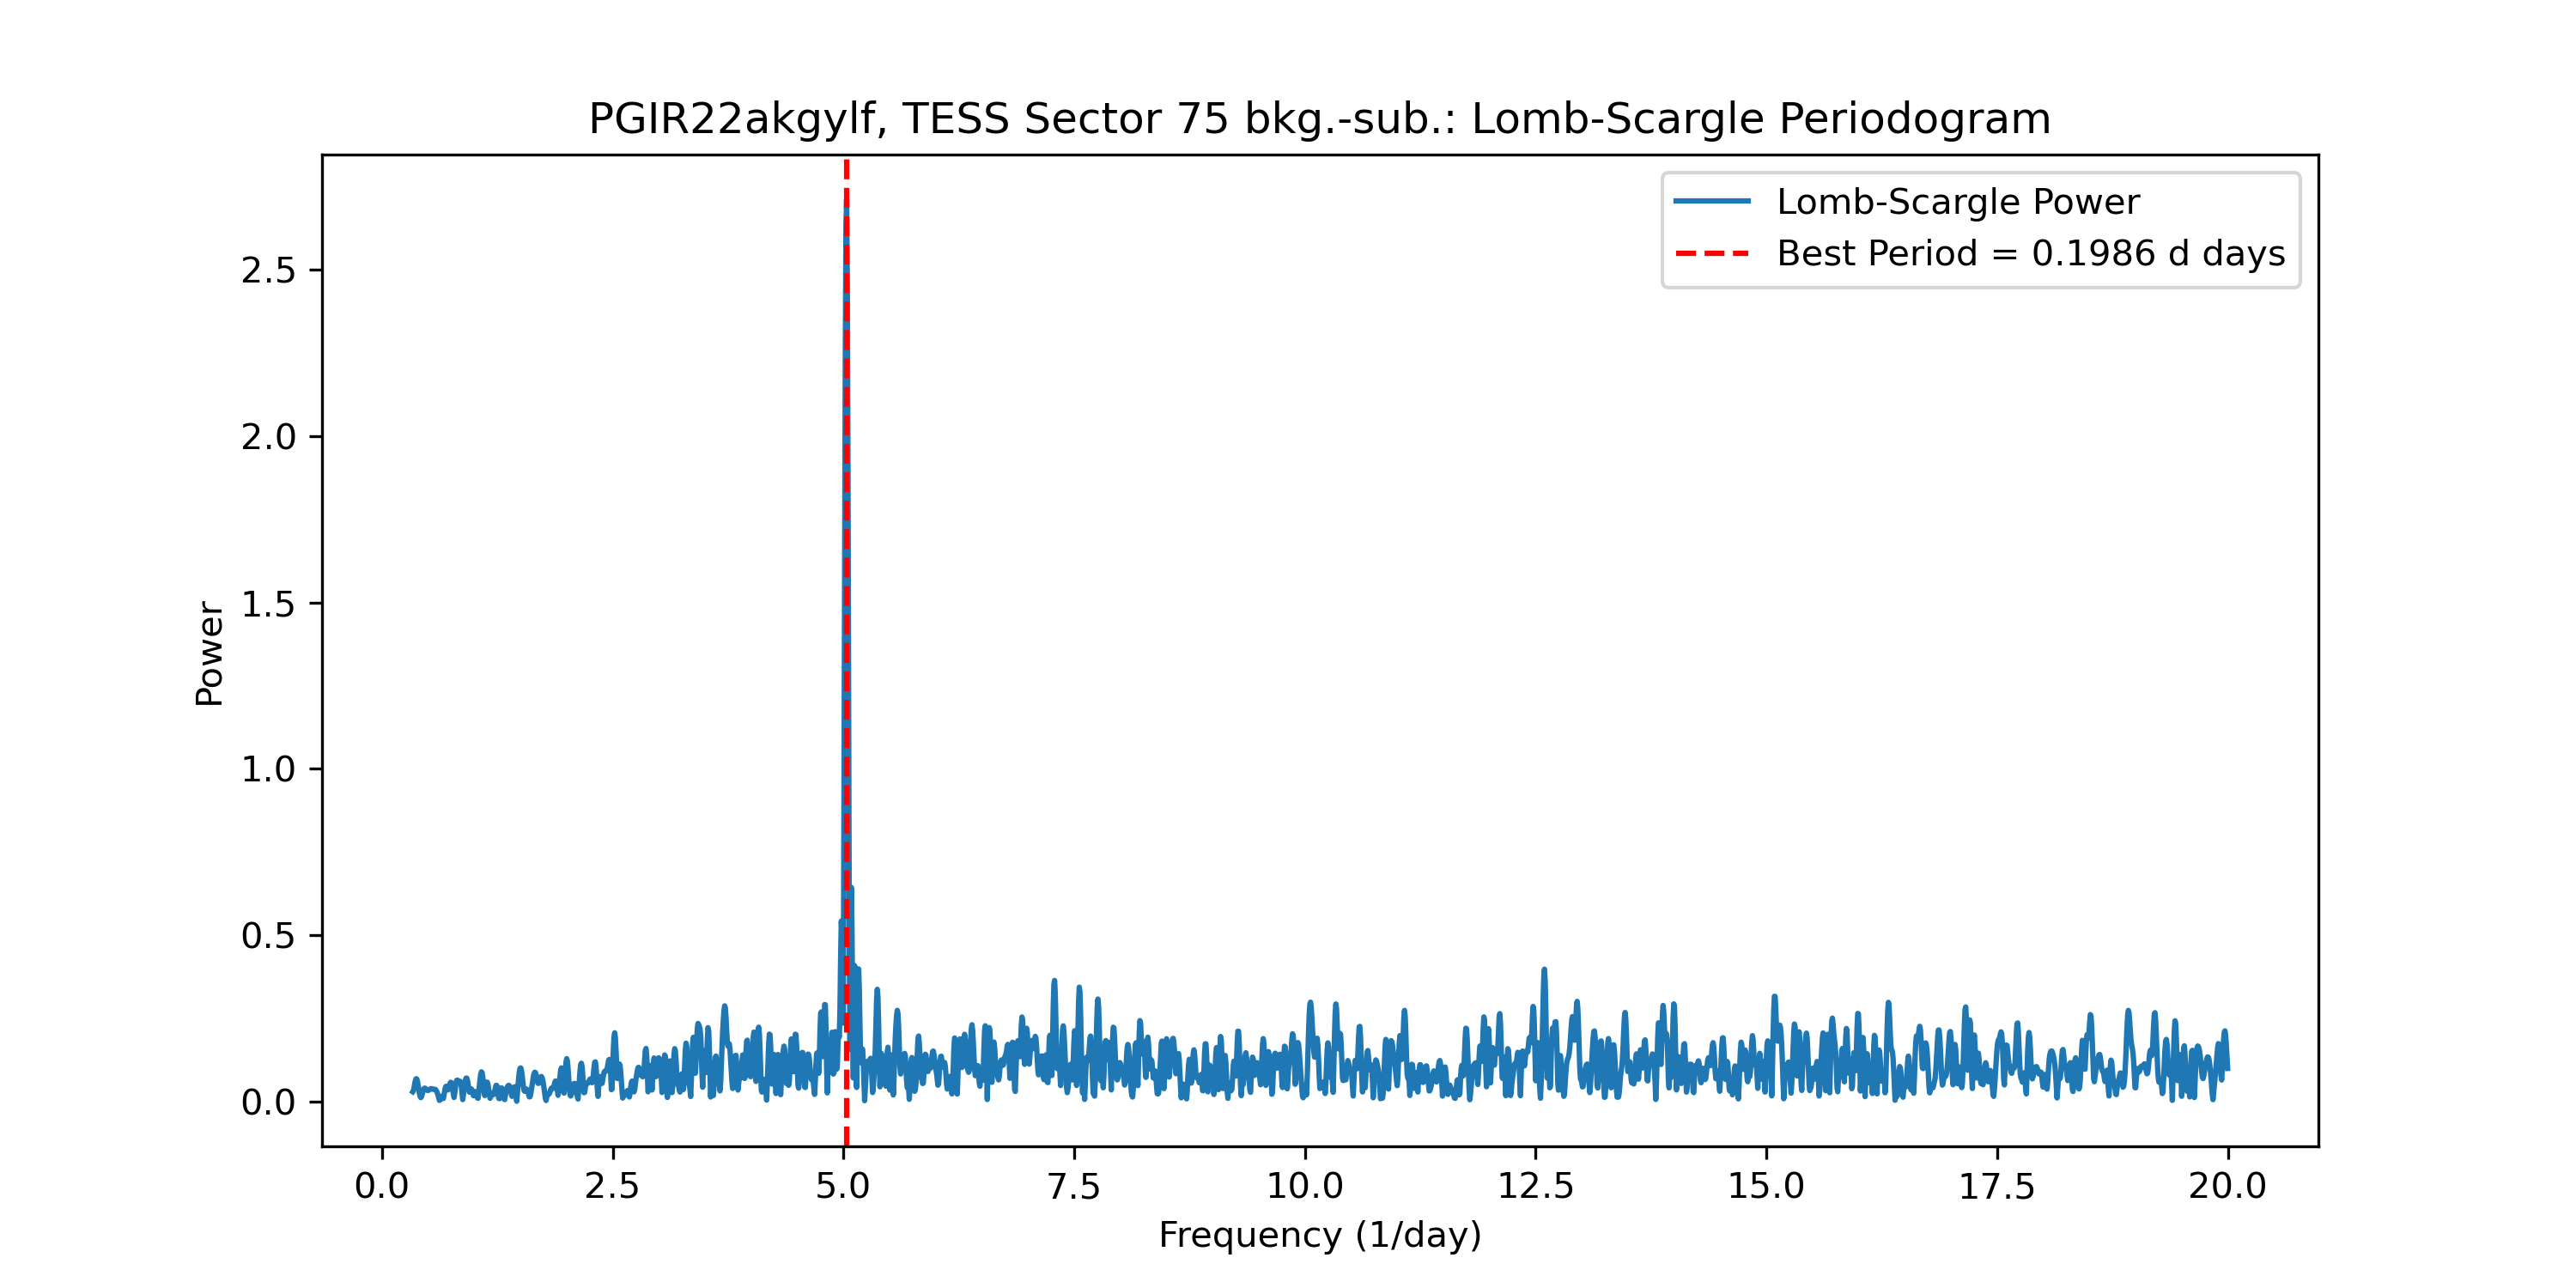 PGIR22akgylf, TESS Sector 75 bkg.-sub.: Lomb-Scargle Periodogram
Lomb-Scargle Power
Best Period = 0.1986 d days
Power
2.5
2.0
1.5
1.0
0.5
0.0
0.0 2.5 5.0 7.5 10.0 12.5 15.0 17.5 20.0
Frequency (1/day)